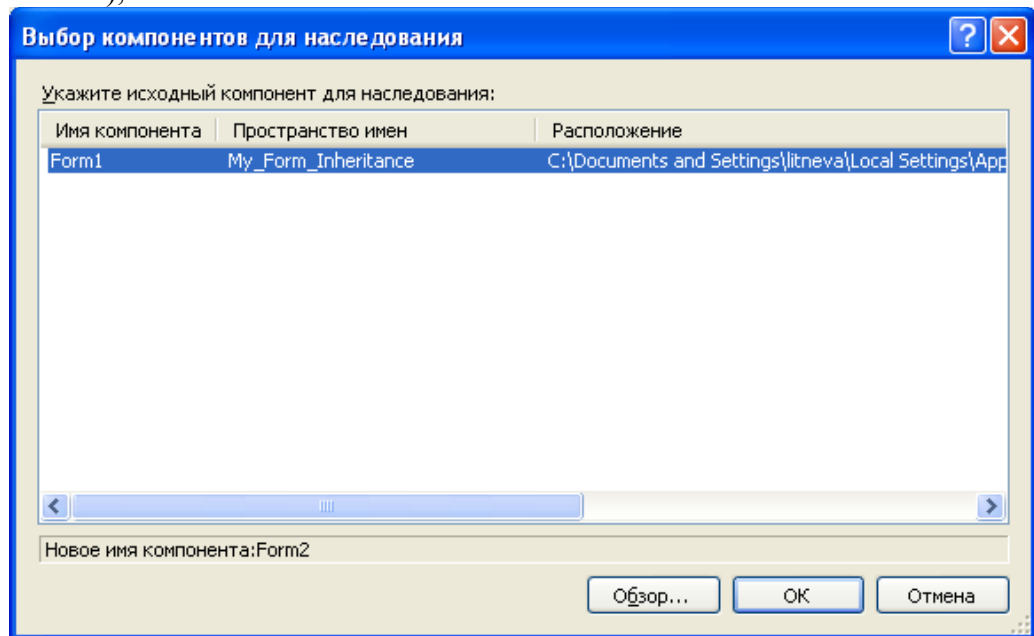 ),
Выбор компонентов для наследования
Укажите исходный компонент для наследования:
Имя компонента Пространство имен Расположение
Form1 My_Form_Inheritance C:\Documents and Settings\litneva\Local Settings\App
Новое имя компонента:Form2
Обзор... ОК Отмена